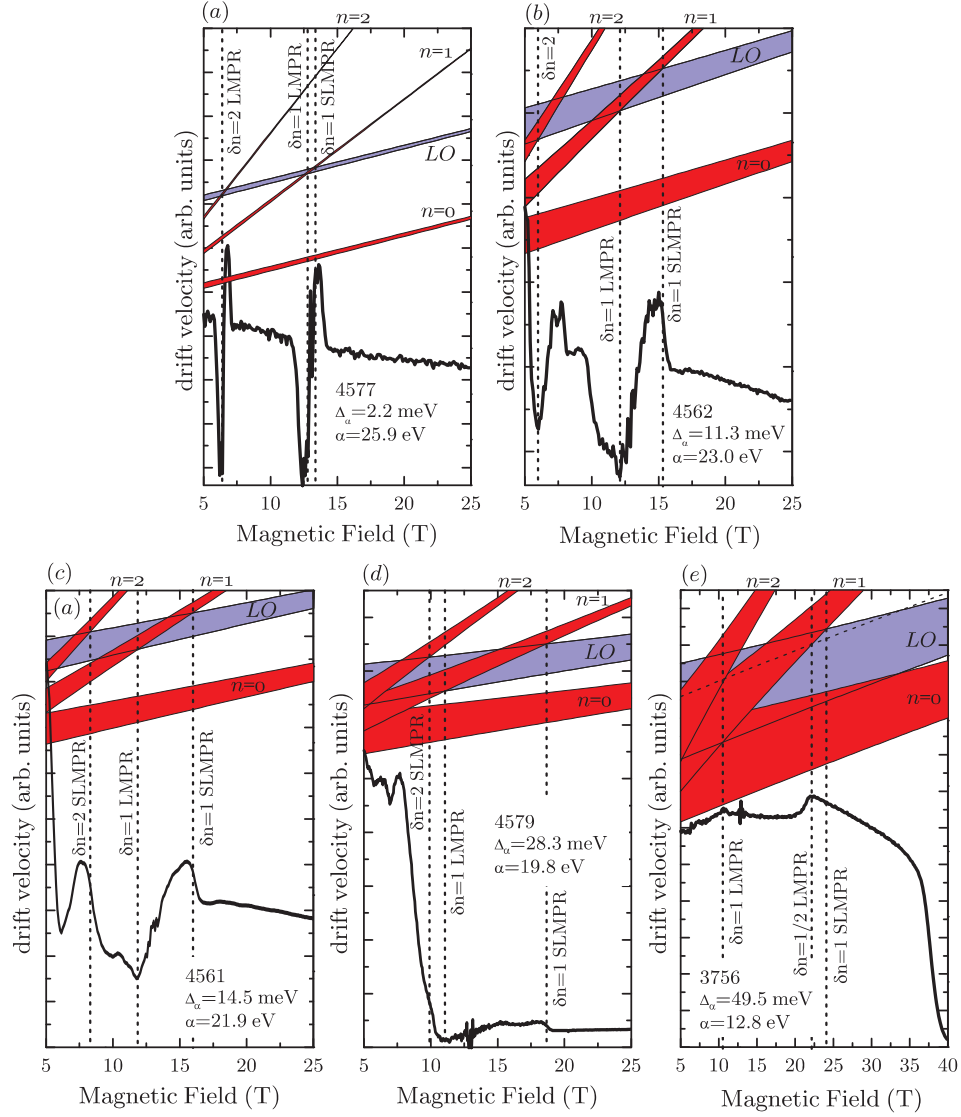 (a)
n=2
n=1
δn=2 LMPR
δn=1 LMPR
δn=1 SLMPR
LO
n=0
drift velocity (arb. units)
4577
Δα=2.2 meV
α=25.9 eV
5 10 15 20 25
Magnetic Field (T)
(b)
n=2
n=1
δn=2
LO
n=0
drift velocity (arb. units)
δn=1 LMPR
δn=1 SLMPR
4562
Δα=11.3 meV
α=23.0 eV
5 10 15 20 25
Magnetic Field (T)
(c)
n=2
n=1
(a)
LO
n=0
drift velocity (arb. units)
δn=2 SLMPR
δn=1 LMPR
δn=1 SLMPR
4561
Δα=14.5 meV
α=21.9 eV
5 10 15 20 25
Magnetic Field (T)
(d)
n=2
n=1
LO
n=0
drift velocity (arb. units)
δn=2 SLMPR
δn=1 LMPR
4579
Δα=28.3 meV
α=19.8 eV
δn=1 SLMPR
5 10 15 20 25
Magnetic Field (T)
(e)
n=2
n=1
LO
n=0
drift velocity (arb. units)
δn=1 LMPR
δn=1/2 LMPR
δn=1 SLMPR
3756
Δα=49.5 meV
α=12.8 eV
5 10 15 20 25 30 35 40
Magnetic Field (T)